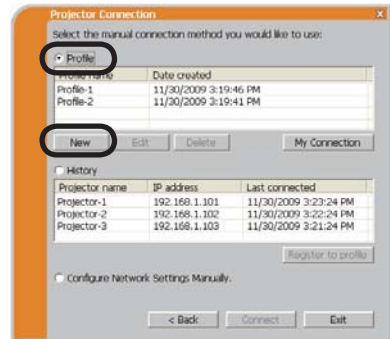 Projector Connection
Select the manual connection method you would like to use:
Profile
Profile name Date created
Profile-1 11/30/2009 3:19:46 PM
Profile-2 11/30/2009 3:19:41 PM
New Edit Delete My Connection
History
Projector name IP address Last connected
Projector-1 192.168.1.101 11/30/2009 3:23:24 PM
Projector-2 192.168.1.102 11/30/2009 3:22:24 PM
Projector-3 192.168.1.103 11/30/2009 3:21:24 PM
Register to profile
Configure Network Settings Manually.
< Back Connect Exit